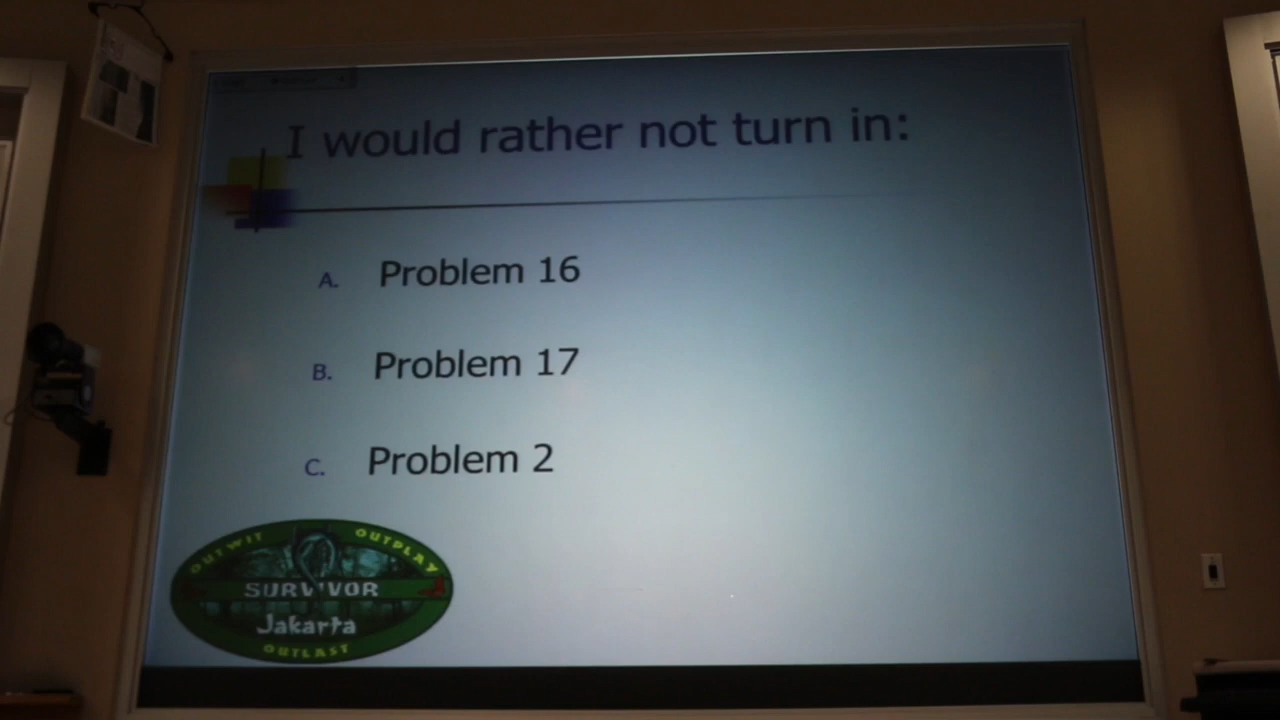 I would rather not turn in:
A. Problem 16
B. Problem 17
C. Problem 2
OUTWIT OUTPLAY
SURVIVOR
Jakarta
OUTLAST